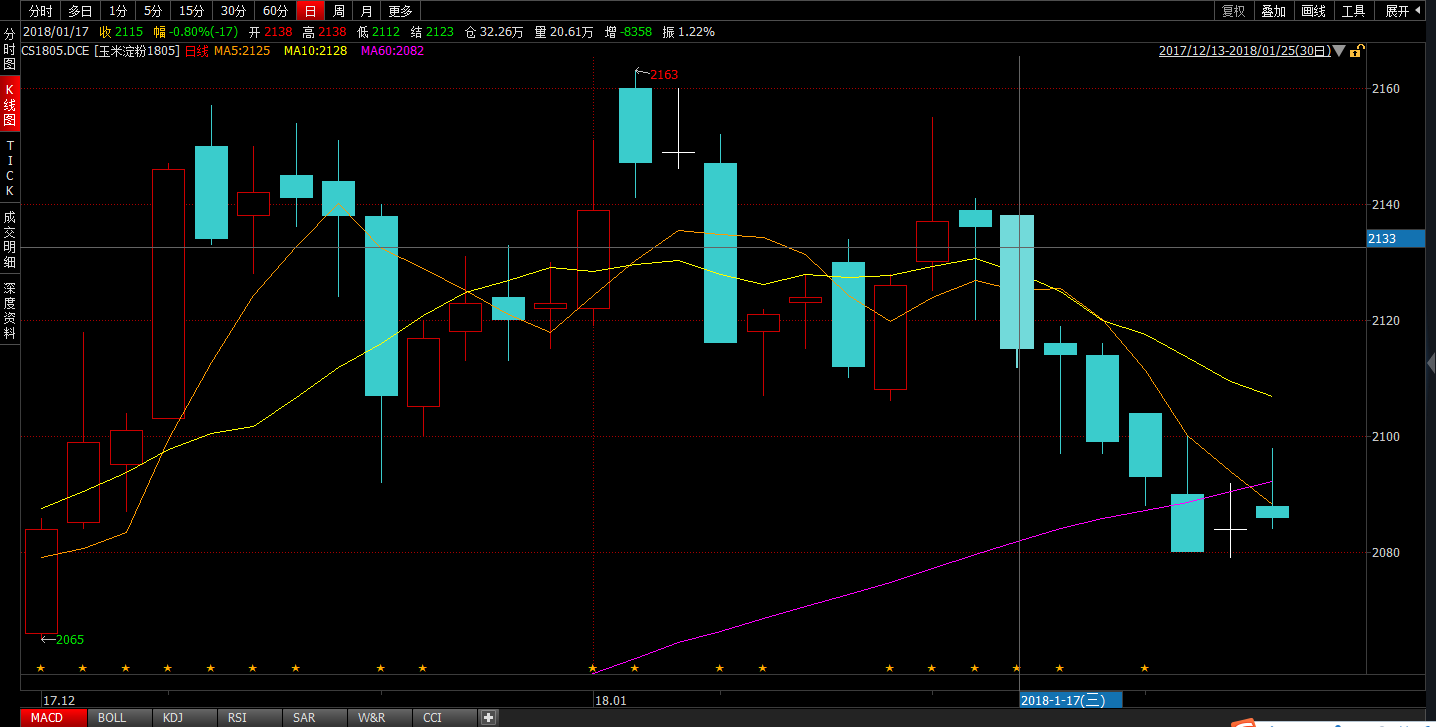 分时 多日 1分 5分 15分 30分 60分 日 周 月 更多 复权 叠加 画线 工具 展开
2018/01/17 收 2115 幅 -0.80%(-17) 开 2138 高 2138 低 2112 结 2123 仓 32.26万 量 20.61万 增 -8358 振 1.22%
CS1805.DCE [玉米淀粉1805] 日线 MA5:2125 MA10:2128 MA60:2082 2017/12/13-2018/01/25(30日)
分时图
K线图
TICK
成交明细
深度资料
2163
2160
2140
2133
2120
2100
2080
2065
17.12 18.01 2018-1-17(三)
MACD BOLL KDJ RSI SAR W&R CCI